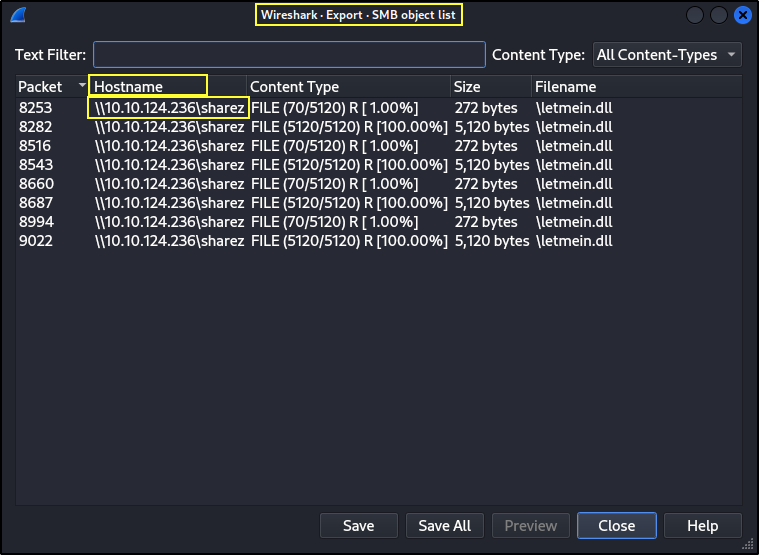 Wireshark · Export · SMB object list
Text Filter: Content Type: All Content-Types
Packet Hostname Content Type Size Filename
8253 \\10.10.124.236\sharez FILE (70/5120) R [ 1.00%] 272 bytes \letmein.dll
8282 \\10.10.124.236\sharez FILE (5120/5120) R [100.00%] 5,120 bytes \letmein.dll
8516 \\10.10.124.236\sharez FILE (70/5120) R [ 1.00%] 272 bytes \letmein.dll
8543 \\10.10.124.236\sharez FILE (5120/5120) R [100.00%] 5,120 bytes \letmein.dll
8660 \\10.10.124.236\sharez FILE (70/5120) R [ 1.00%] 272 bytes \letmein.dll
8687 \\10.10.124.236\sharez FILE (5120/5120) R [100.00%] 5,120 bytes \letmein.dll
8994 \\10.10.124.236\sharez FILE (70/5120) R [ 1.00%] 272 bytes \letmein.dll
9022 \\10.10.124.236\sharez FILE (5120/5120) R [100.00%] 5,120 bytes \letmein.dll
Save Save All Preview Close Help